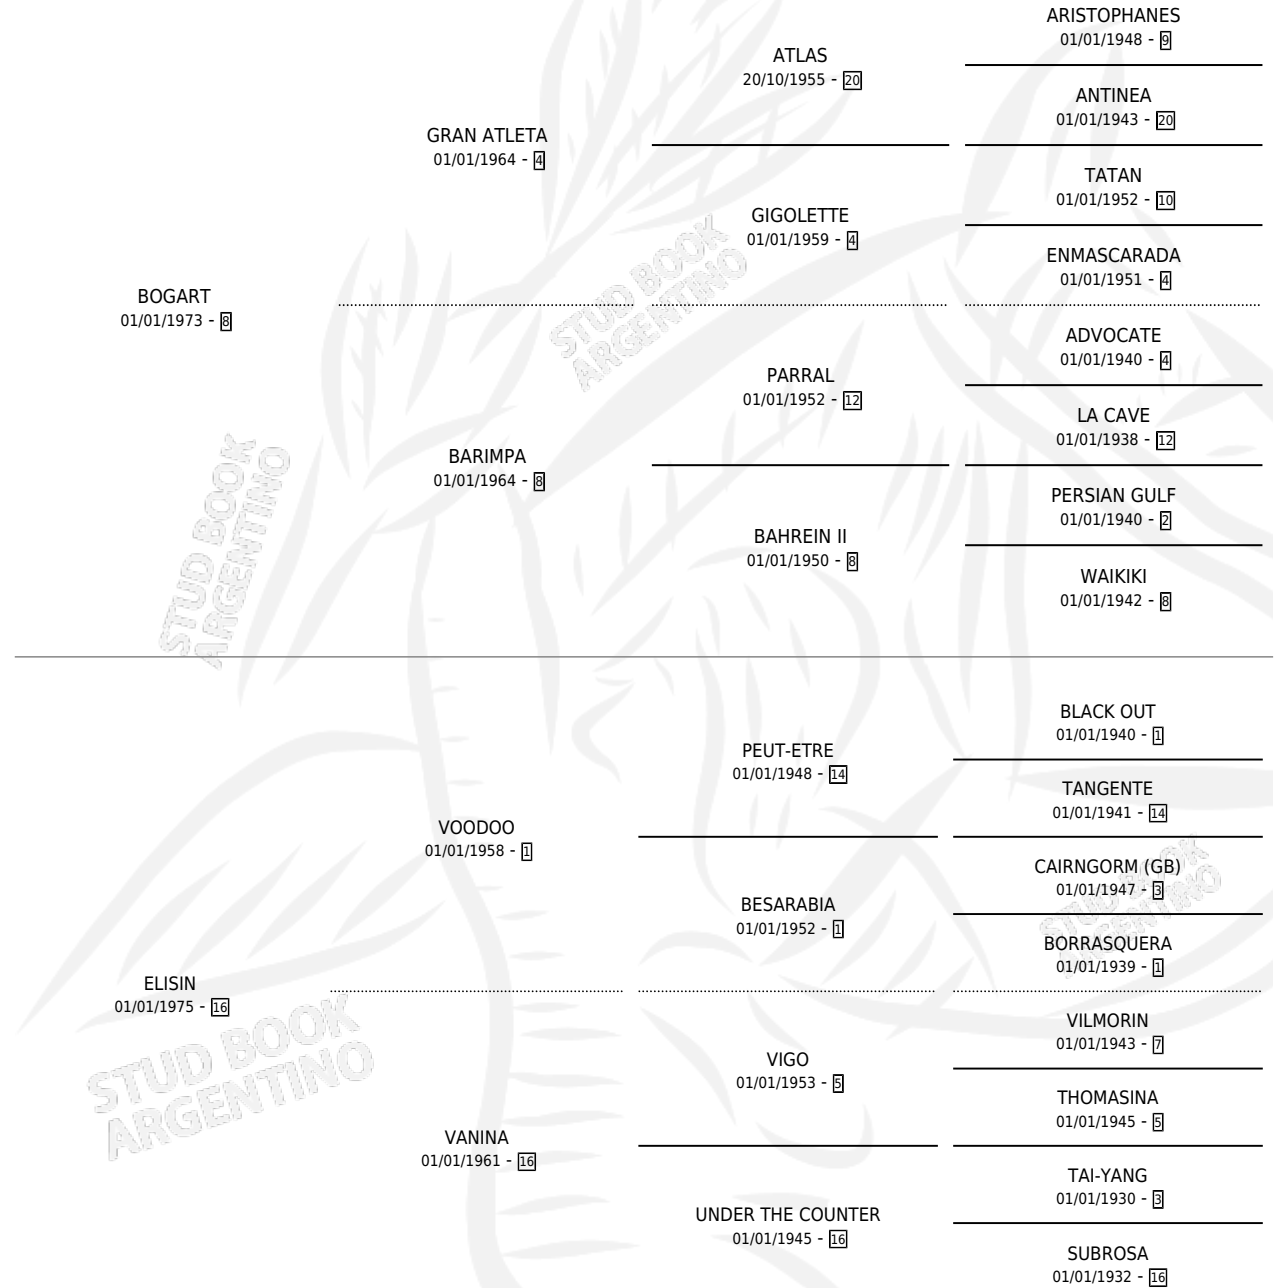 ARISTOPHANES
01/01/1948 - 9
ATLAS
20/10/1955 - 20
ANTINEA
01/01/1943 - 20
GRAN ATLETA
01/01/1964 - 4
TATAN
01/01/1952 - 10
GIGOLETTE
01/01/1959 - 4
ENMASCARADA
01/01/1951 - 4
BOGART
01/01/1973 - 8
ADVOCATE
01/01/1940 - 4
PARRAL
01/01/1952 - 12
LA CAVE
01/01/1938 - 12
BARIMPA
01/01/1964 - 8
PERSIAN GULF
01/01/1940 - 2
BAHREIN II
01/01/1950 - 8
WAIKIKI
01/01/1942 - 8
BLACK OUT
01/01/1940 - 1
PEUT-ETRE
01/01/1948 - 14
TANGENTE
01/01/1941 - 14
VOODOO
01/01/1958 - 1
CAIRNGORM (GB)
01/01/1947 - 3
BESARABIA
01/01/1952 - 1
BORRASQUERA
01/01/1939 - 1
ELISIN
01/01/1975 - 16
VILMORIN
01/01/1943 - 7
VIGO
01/01/1953 - 5
THOMASINA
01/01/1945 - 5
VANINA
01/01/1961 - 16
TAI-YANG
01/01/1930 - 3
UNDER THE COUNTER
01/01/1945 - 16
SUBROSA
01/01/1932 - 16
STUD BOOK
ARGENTINO
STUD BOOK
ARGENTINO
STUD BOOK
ARGENTINO
STUD BOOK
ARGENTINO